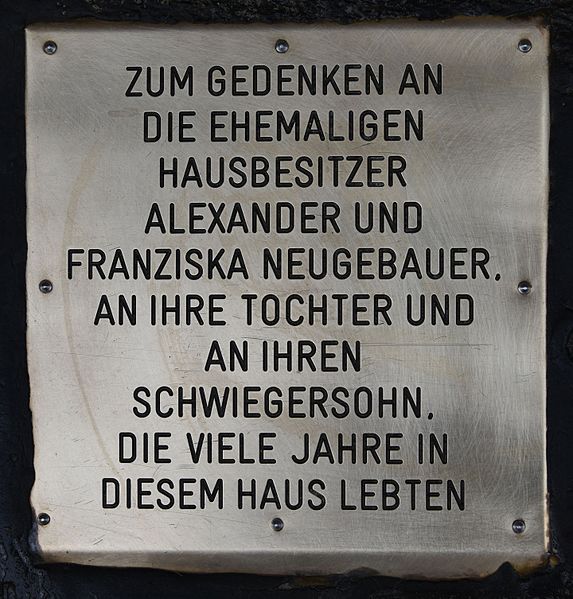 ZUM GEDENKEN AN
DIE EHEMALIGEN
HAUSBESITZER
ALEXANDER UND
FRANZISKA NEUGEBAUER,
AN IHRE TOCHTER UND
AN IHREN
SCHWIEGERSOHN,
DIE VIELE JAHRE IN
DIESEM HAUS LEBTEN